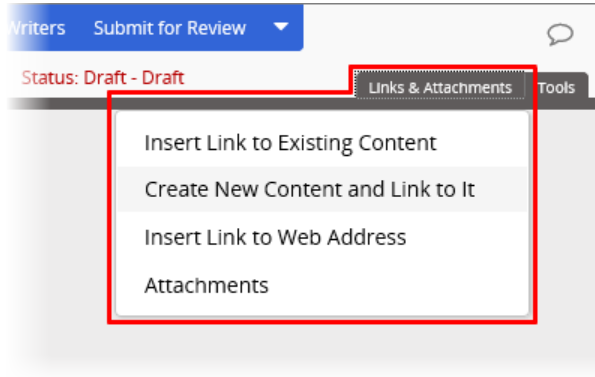 Writers Submit for Review
Status: Draft - Draft
Links & Attachments Tools
Insert Link to Existing Content
Create New Content and Link to It
Insert Link to Web Address
Attachments